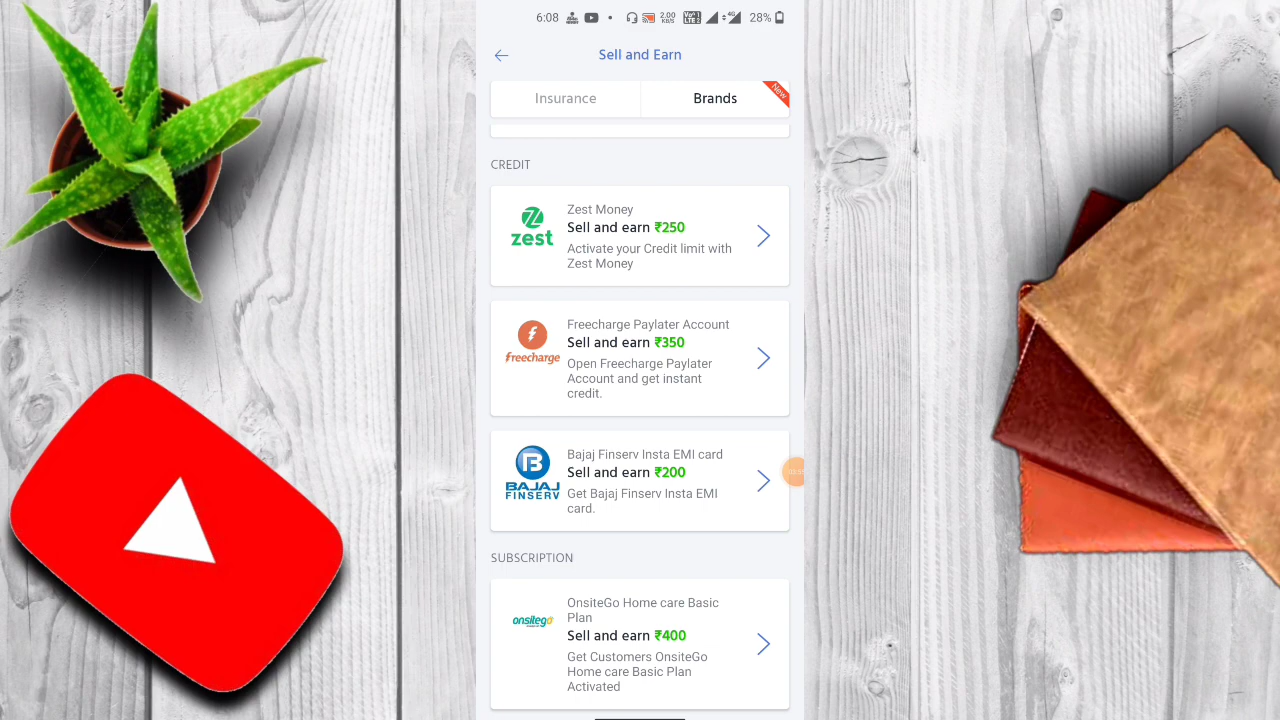 6:08
2.00 KB/S
4G
28%
Sell and Earn
Insurance
Brands
New
CREDIT
Zest Money
Sell and earn ₹250
zest
Activate your Credit limit with
Zest Money
Freecharge Paylater Account
Sell and earn ₹350
freecharge
Open Freecharge Paylater
Account and get instant
credit.
Bajaj Finserv Insta EMI card
Sell and earn ₹200
B
BAJAJ
FINSERV
Get Bajaj Finserv Insta EMI
card.
SUBSCRIPTION
OnsiteGo Home care Basic
Plan
onsitego
Sell and earn ₹400
Get Customers OnsiteGo
Home care Basic Plan
Activated